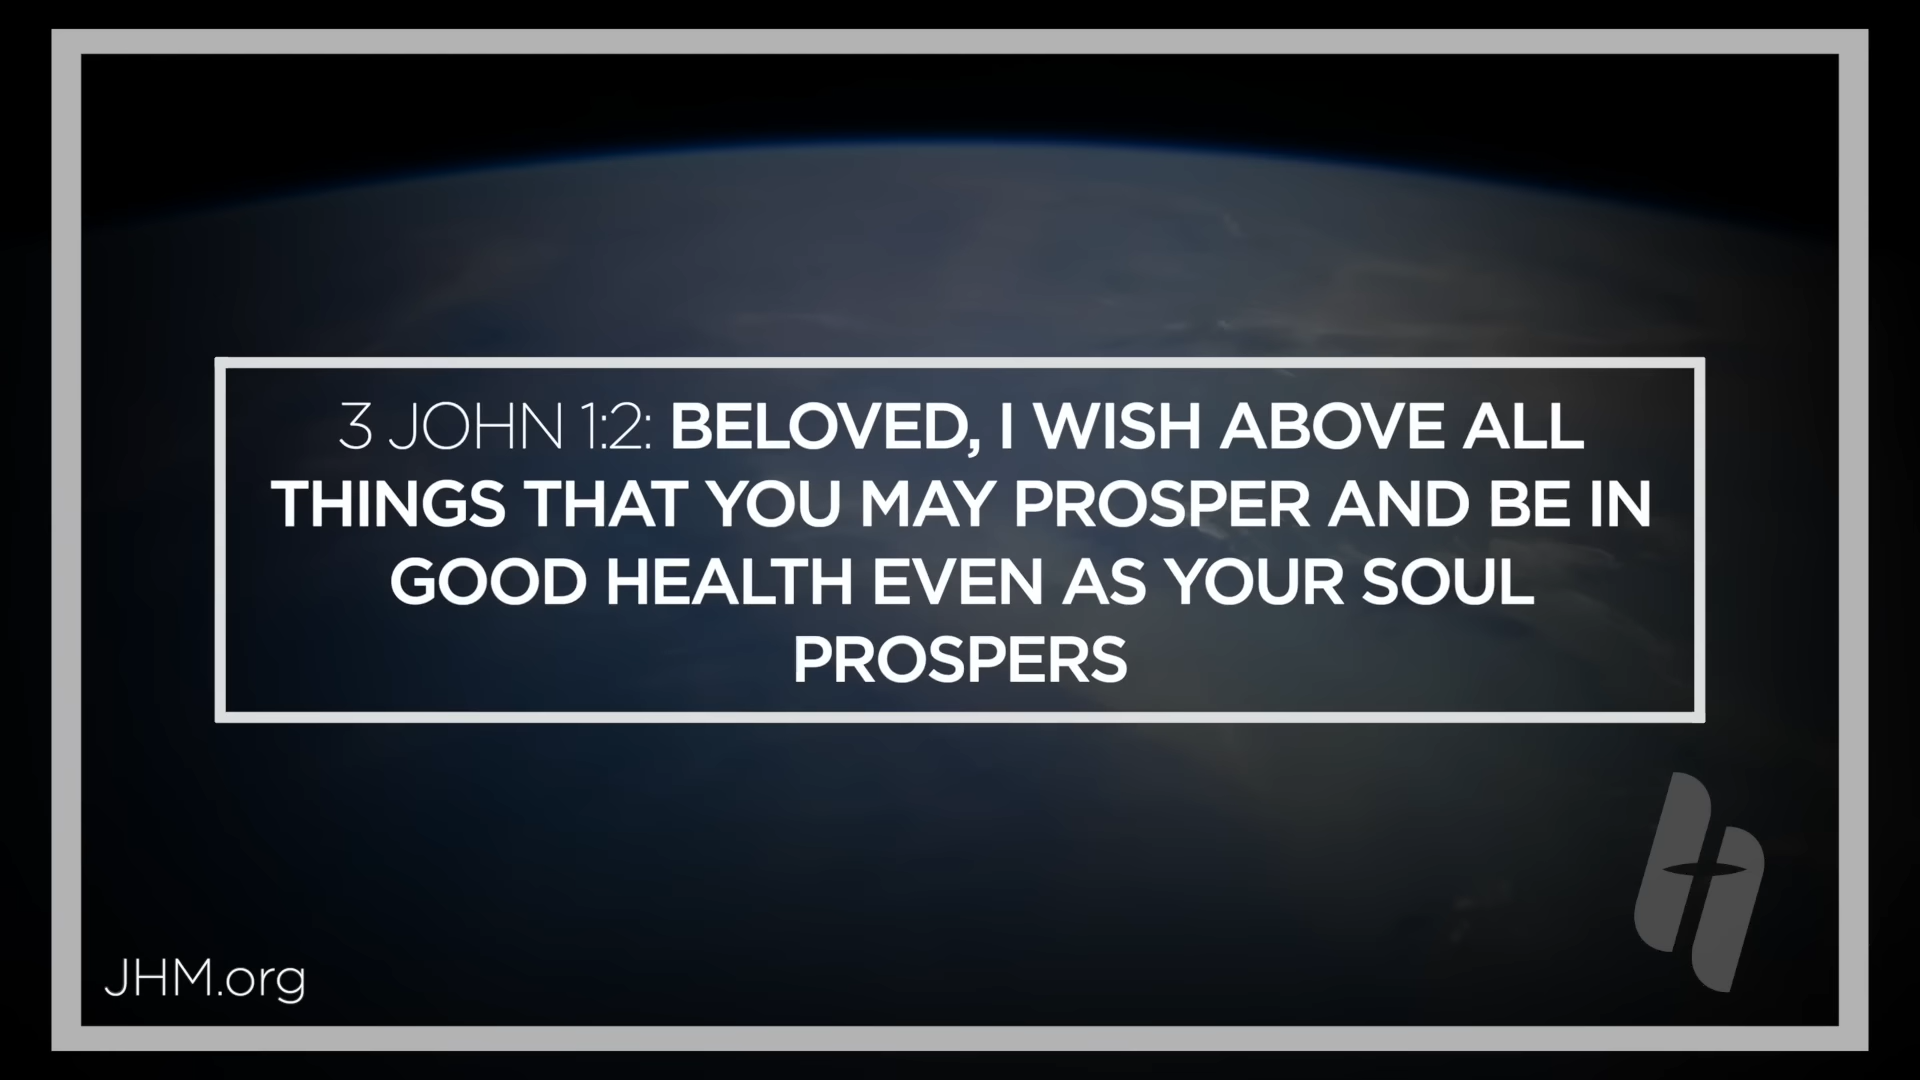 3 JOHN 1:2: BELOVED, I WISH ABOVE ALL
THINGS THAT YOU MAY PROSPER AND BE IN
GOOD HEALTH EVEN AS YOUR SOUL
PROSPERS
JHM.org